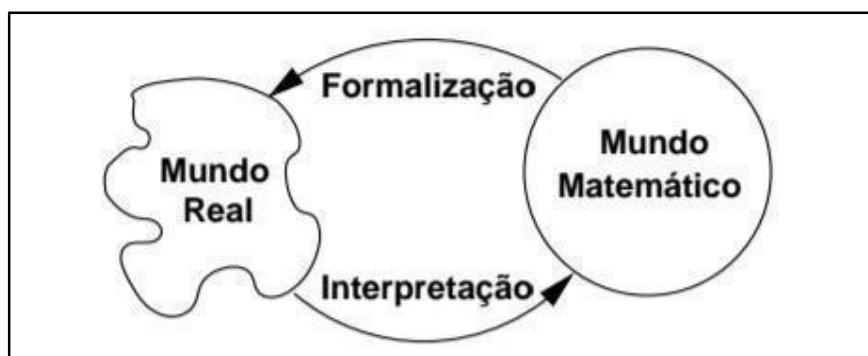 Formalização
Mundo
Real
Mundo
Matemático
Interpretação